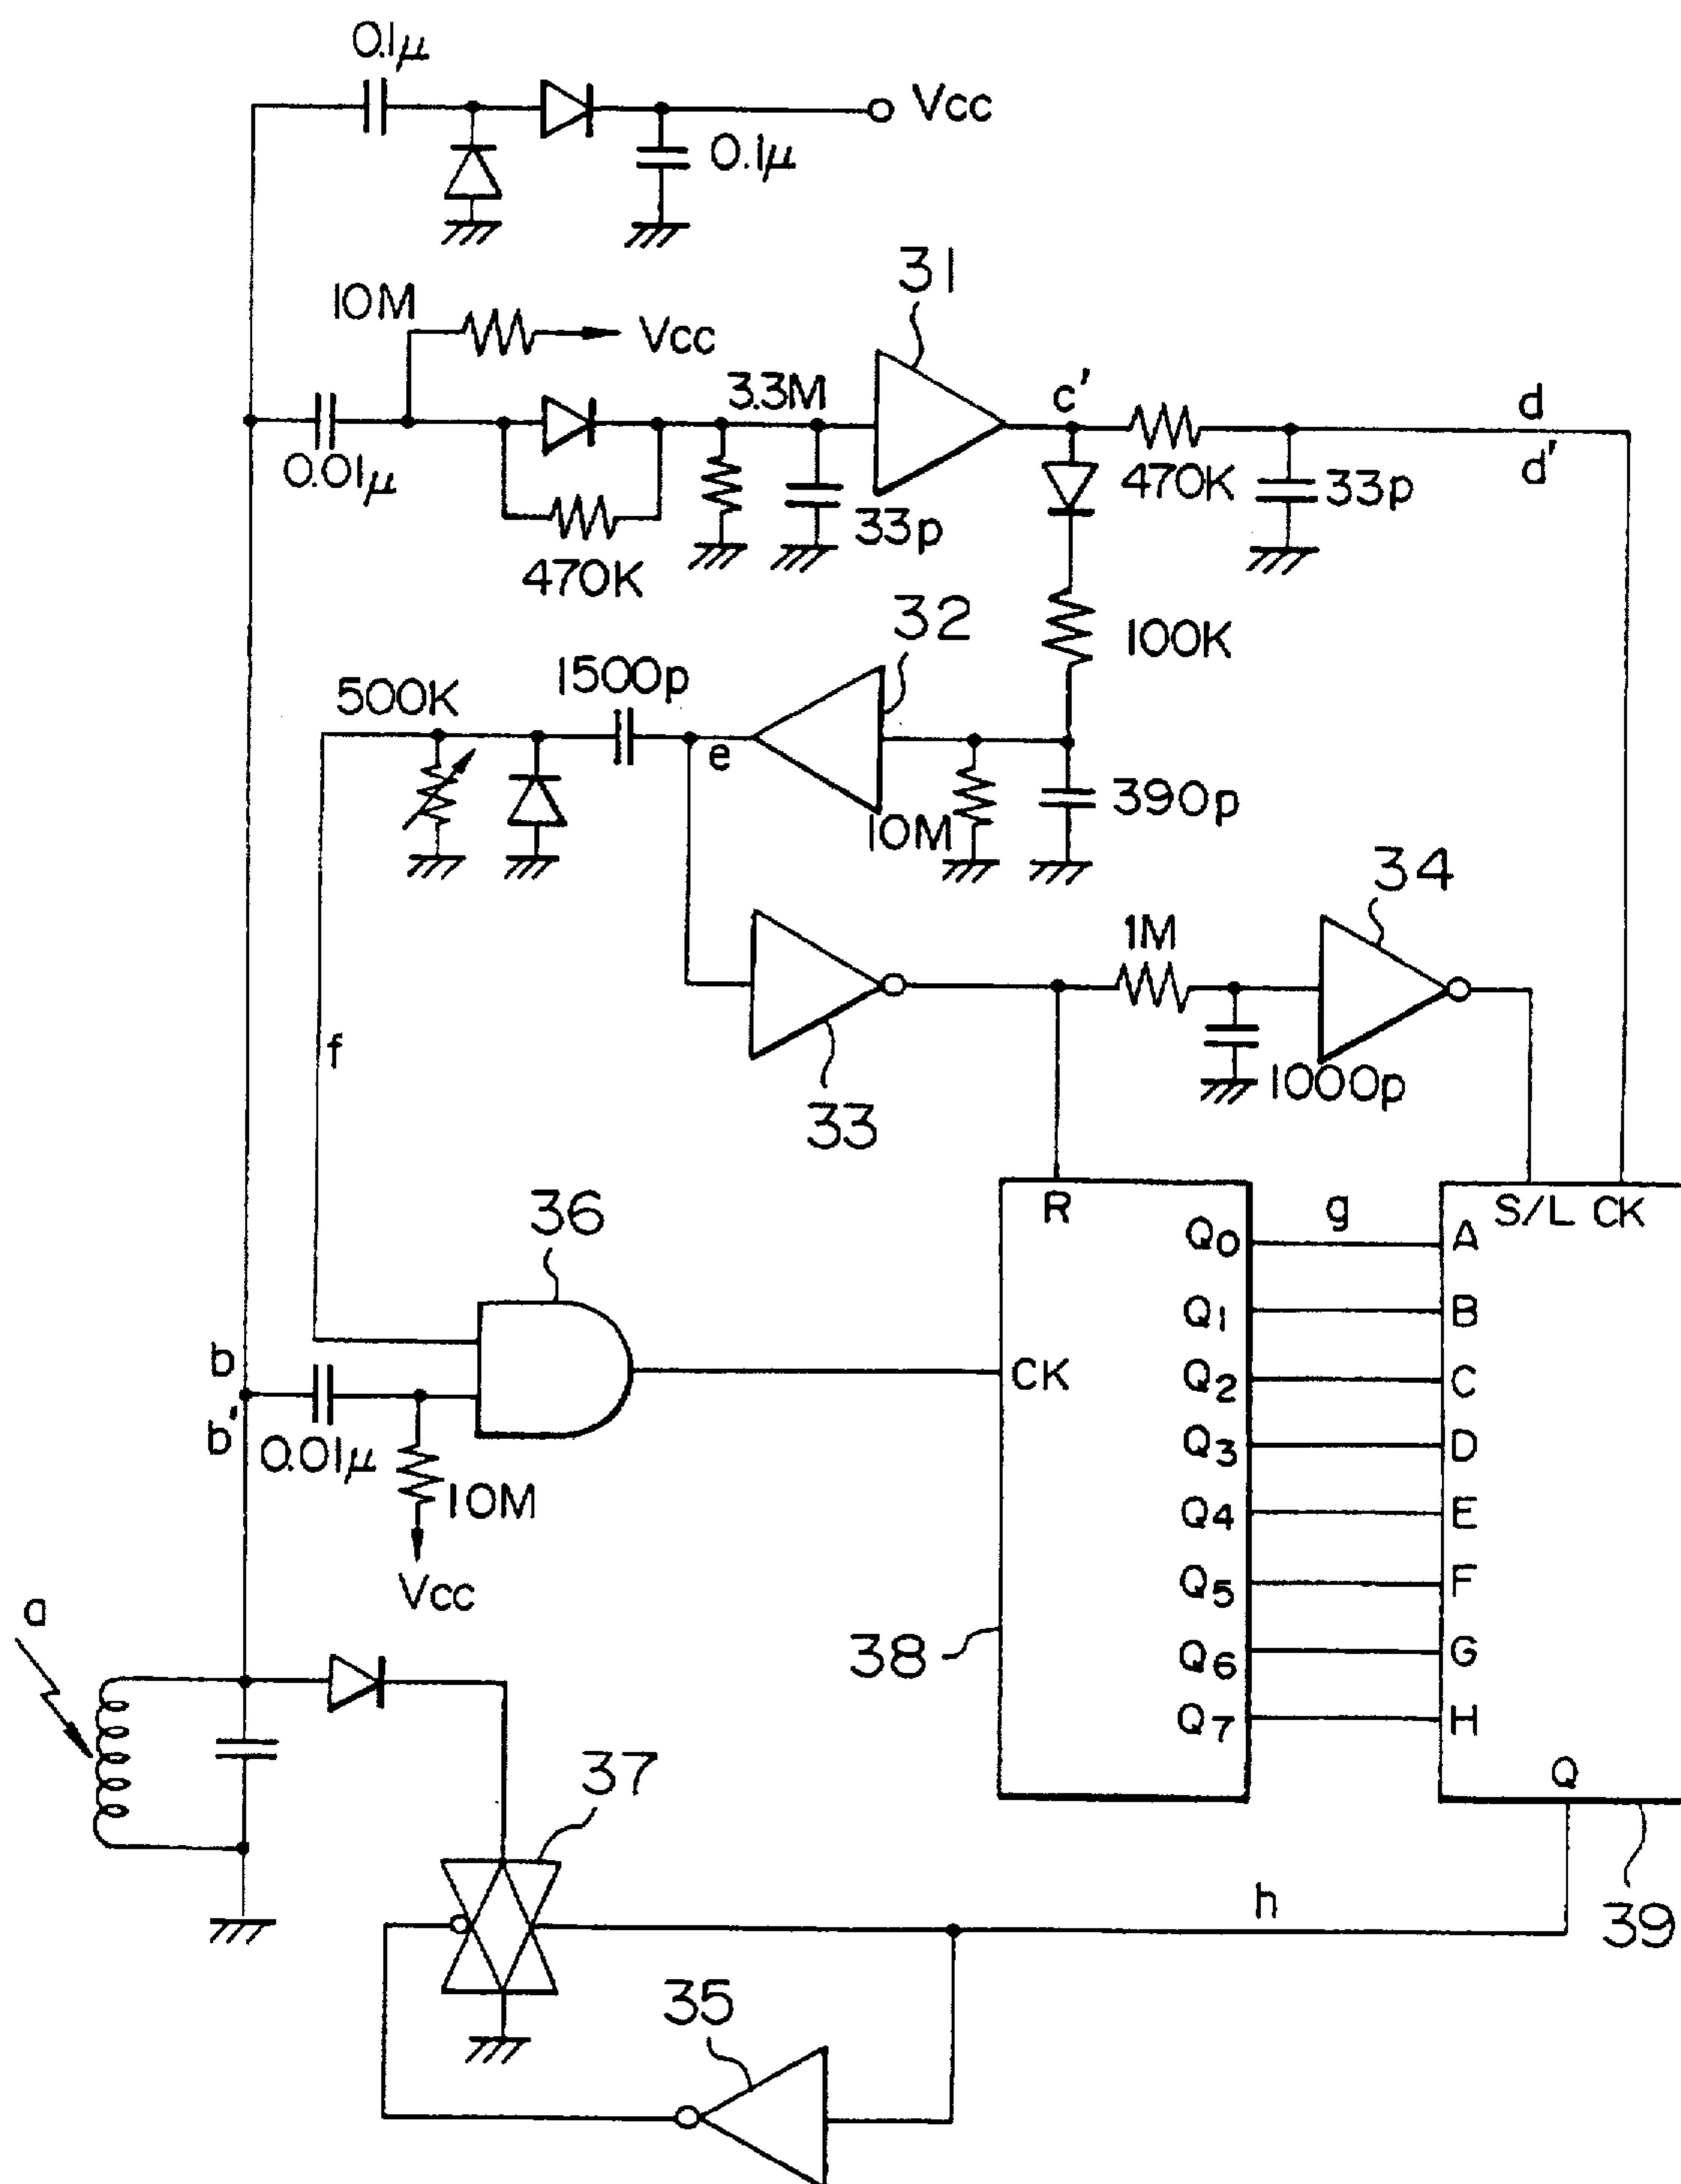 0.1μ
Vcc
0.1μ
31
10M
Vcc
3.3M
c'
d
0.01μ
d'
470K
33p
33p
470K
32
100K
1500p
500K
e
390p
10M
34
1M
f
1000p
33
36
R
g
S/L CK
Q0
A
Q1
B
b
CK
Q2
C
b'
0.01μ
Q3
D
10M
Q4
E
Vcc
Q5
F
a
38
Q6
G
Q7
H
37
Q
h
39
35